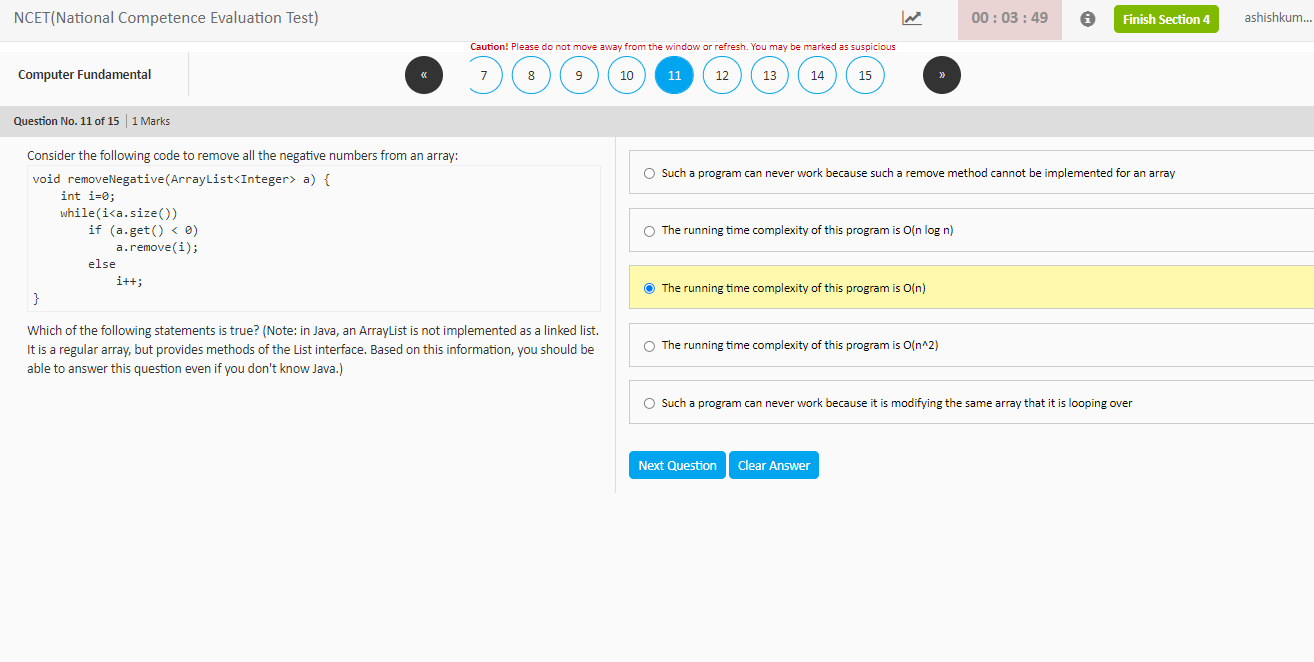 NCET(National Competence Evaluation Test)
00 : 03 : 49
Finish Section 4
ashishkum...
Caution! Please do not move away from the window or refresh. You may be marked as suspicious
Computer Fundamental
«
7
8
9
10
11
12
13
14
15
»
Question No. 11 of 15
1 Marks
Consider the following code to remove all the negative numbers from an array:
void removeNegative(ArrayList<Integer> a) {
    int i=0;
    while(i<a.size())
        if (a.get() < 0)
            a.remove(i);
        else
            i++;
}
Which of the following statements is true? (Note: in Java, an ArrayList is not implemented as a linked list.
It is a regular array, but provides methods of the List interface. Based on this information, you should be
able to answer this question even if you don't know Java.)
Such a program can never work because such a remove method cannot be implemented for an array
The running time complexity of this program is O(n log n)
The running time complexity of this program is O(n)
The running time complexity of this program is O(n^2)
Such a program can never work because it is modifying the same array that it is looping over
Next Question
Clear Answer